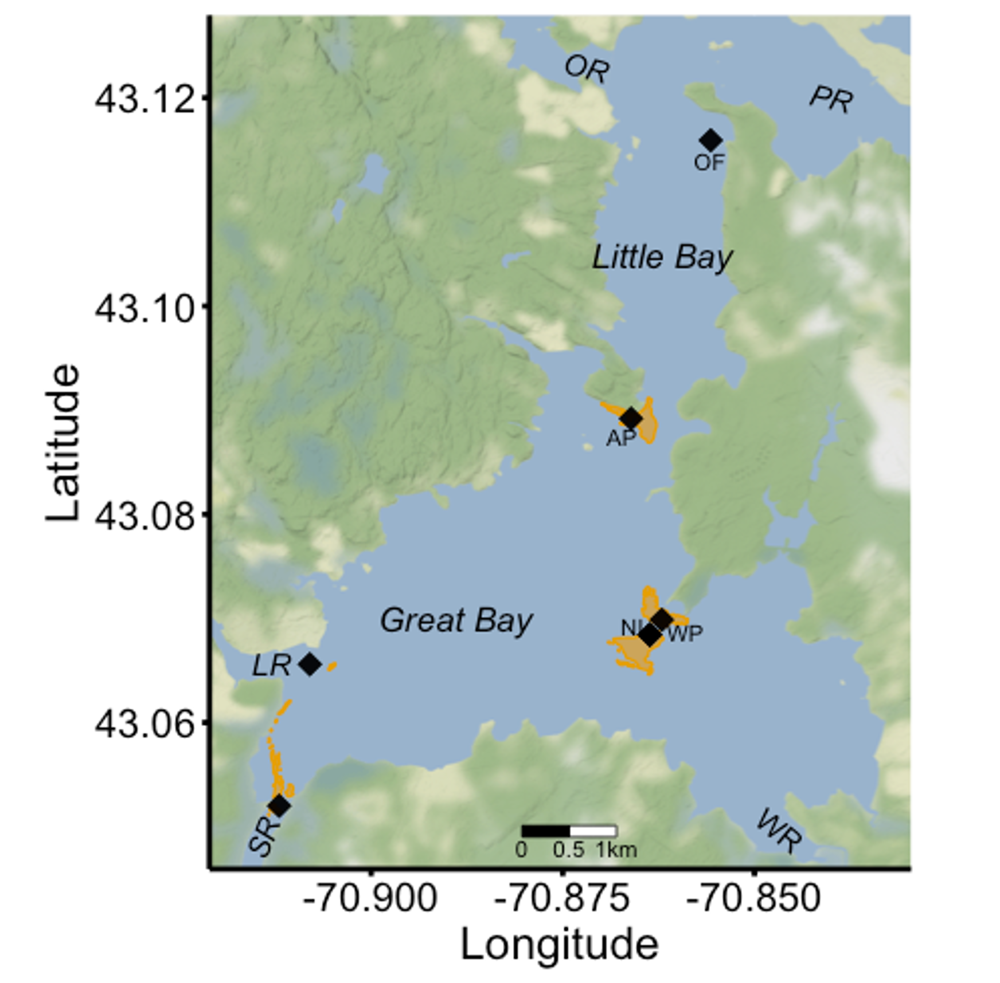 OR
PR
43.12
OF
Little Bay
43.10
Latitude
AP
43.08
Great Bay
NI
WP
LR
43.06
SR
WR
0 0.5 1km
-70.900 -70.875 -70.850
Longitude